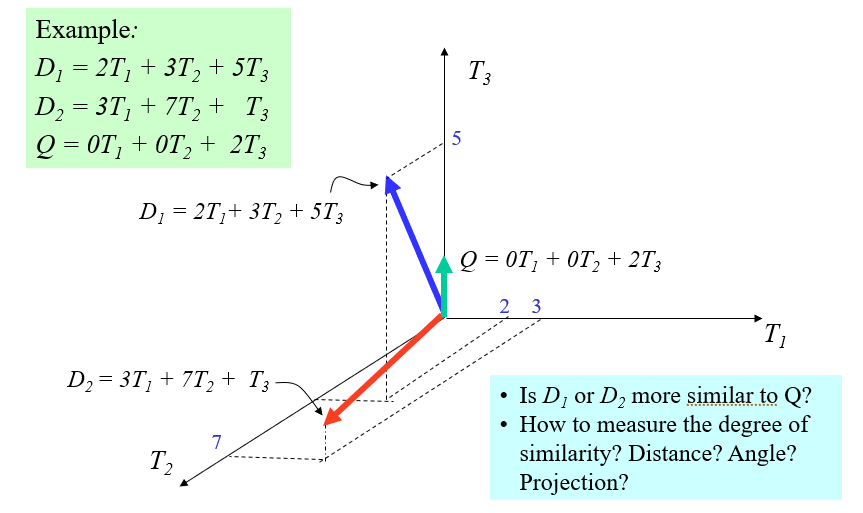 Example:
D₁ = 2T₁ + 3T₂ + 5T₃
D₂ = 3T₁ + 7T₂ + T₃
Q = 0T₁ + 0T₂ + 2T₃
T₃
5
D₁ = 2T₁+ 3T₂ + 5T₃
Q = 0T₁ + 0T₂ + 2T₃
2 3
T₁
D₂ = 3T₁ + 7T₂ + T₃
7
T₂
• Is D₁ or D₂ more similar to Q?
• How to measure the degree of
similarity? Distance? Angle?
Projection?